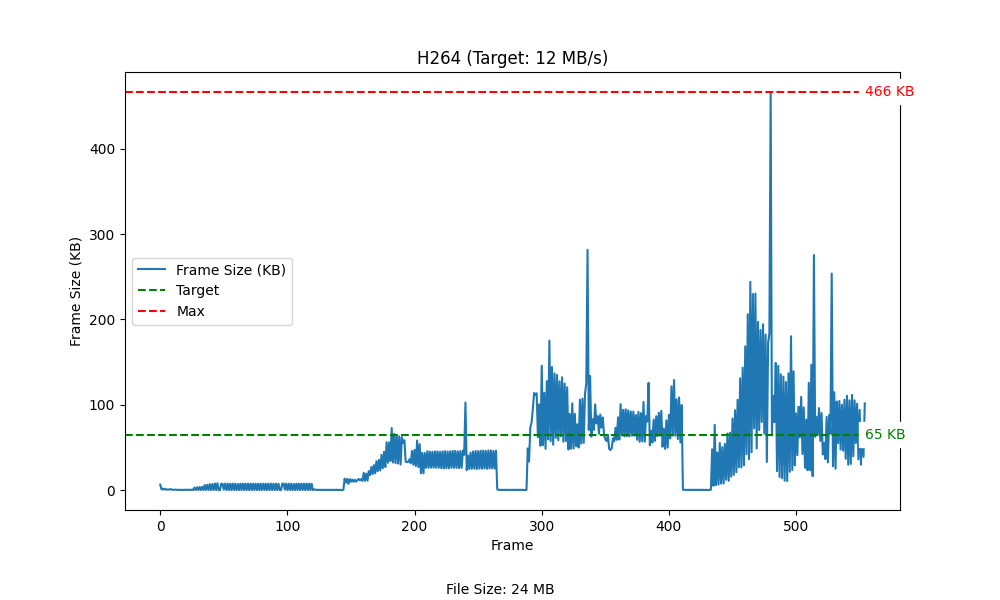 H264 (Target: 12 MB/s)
466 KB
400
300
Frame Size (KB)
Frame Size (KB)
Target
Max
200
100
65 KB
0
0 100 200 300 400 500
Frame
File Size: 24 MB